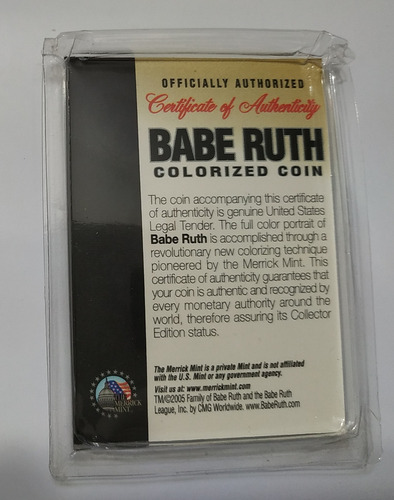 OFFICIALLY AUTHORIZED
Certificate of Authenticity
BABE RUTH
COLORIZED COIN
The coin accompanying this certificate
of authenticity is genuine United States
Legal Tender. The full color portrait of
Babe Ruth is accomplished through a
revolutionary new colorizing technique
pioneered by the Merrick Mint. This
certificate of authenticity guarantees that
your coin is authentic and recognized by
every monetary authority around the
world, therefore assuring its Collector
Edition status.
The Merrick Mint is a private Mint and is not affiliated
with the U.S. Mint or any government agency.
Visit us at: www.merrickmint.com
TM/©2005 Family of Babe Ruth and the Babe Ruth
League, Inc. by CMG Worldwide. www.BabeRuth.com
THE
MERRICK
MINT